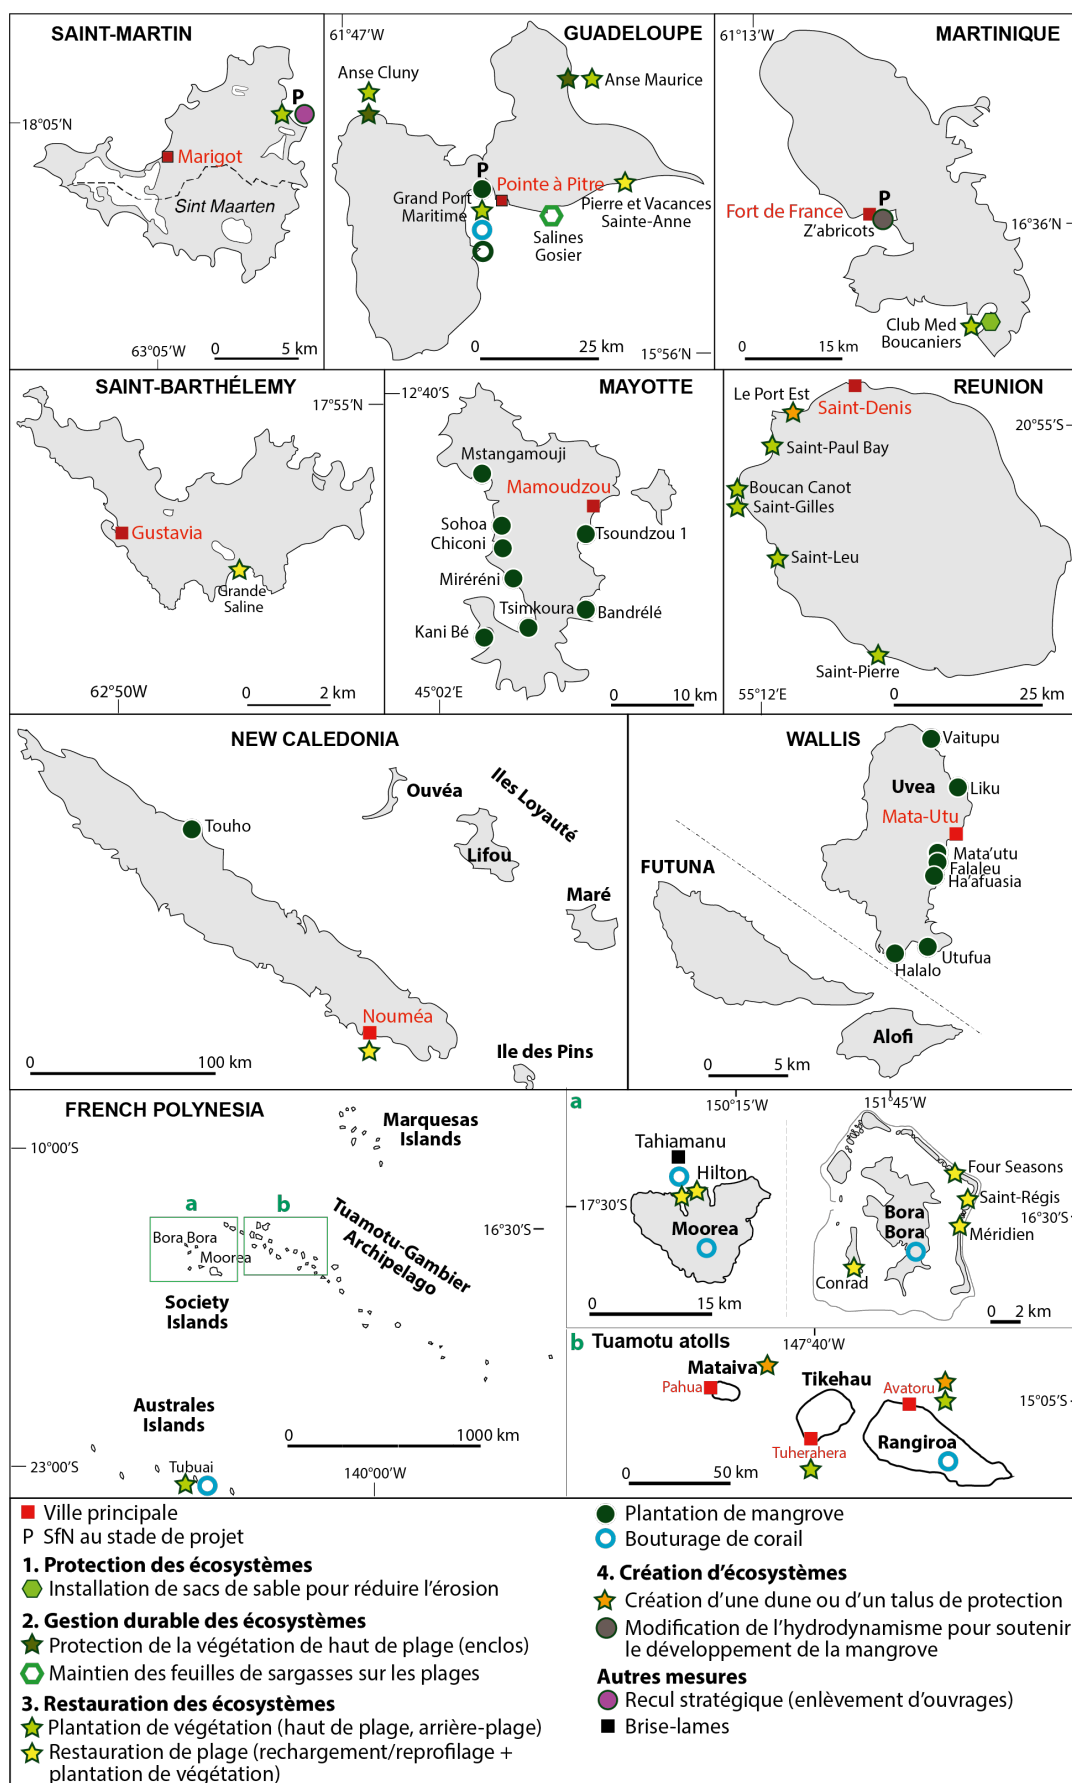 SAINT-MARTIN
P
18°05'N
Marigot
Sint Maarten
63°05'W
0
5 km
61°47'W
GUADELOUPE
Anse Cluny
Anse Maurice
P
Pointe à Pitre
Grand Port
Maritime
Pierre et Vacances
Sainte-Anne
Salines
Gosier
0
25 km
15°56'N
61°13'W
MARTINIQUE
P
Fort de France
Z'abricots
16°36'N
Club Med
Boucaniers
0
15 km
SAINT-BARTHÉLEMY
17°55'N
Gustavia
Grande
Saline
62°50W
0
2 km
12°40'S
MAYOTTE
Mstangamouji
Mamoudzou
Sohoa
Chiconi
Tsoundzou 1
Miréréni
Tsimkoura
Bandrélé
Kani Bé
45°02'E
0
10 km
REUNION
Le Port Est
Saint-Denis
20°55'S
Saint-Paul Bay
Boucan Canot
Saint-Gilles
Saint-Leu
Saint-Pierre
55°12'E
0
25 km
NEW CALEDONIA
Ouvéa
Iles Loyauté
Touho
Lifou
Maré
Nouméa
Ile des Pins
0
100 km
WALLIS
Vaitupu
Uvea
Liku
Mata-Utu
Mata'utu
Falaleu
Ha'afuasia
FUTUNA
Utufua
Halalo
Alofi
0
5 km
FRENCH POLYNESIA
Marquesas
Islands
10°00'S
a
b
Bora Bora
Moorea
16°30'S
Tuamotu-Gambier
Archipelago
Society
Islands
Australes
Islands
0
1000 km
23°00'S
Tubuai
140°00'W
a
150°15'W
151°45'W
Tahiamanu
Hilton
17°30'S
Moorea
0
15 km
Four Seasons
Saint-Régis
16°30'S
Bora
Bora
Méridien
Conrad
0
2 km
b
Tuamotu atolls
147°40'W
Mataiva
Pahua
Tikehau
Avatoru
15°05'S
Tuherahera
Rangiroa
0
50 km
Ville principale
P SfN au stade de projet
1. Protection des écosystèmes
Installation de sacs de sable pour réduire l'érosion
2. Gestion durable des écosystèmes
Protection de la végétation de haut de plage (enclos)
Maintien des feuilles de sargasses sur les plages
3. Restauration des écosystèmes
Plantation de végétation (haut de plage, arrière-plage)
Restauration de plage (rechargement/reprofilage +
plantation de végétation)
Plantation de mangrove
Bouturage de corail
4. Création d'écosystèmes
Création d'une dune ou d'un talus de protection
Modification de l'hydrodynamisme pour soutenir
le développement de la mangrove
Autres mesures
Recul stratégique (enlèvement d'ouvrages)
Brise-lames